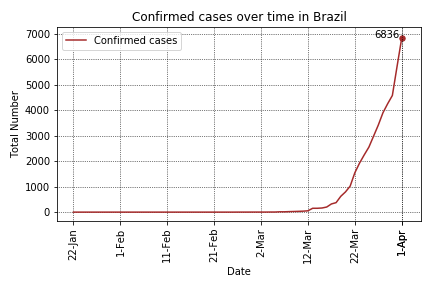 Confirmed cases over time in Brazil
Confirmed cases
6836
Total Number
7000
6000
5000
4000
3000
2000
1000
0
22-Jan
1-Feb
11-Feb
21-Feb
2-Mar
12-Mar
22-Mar
1-Apr
Date